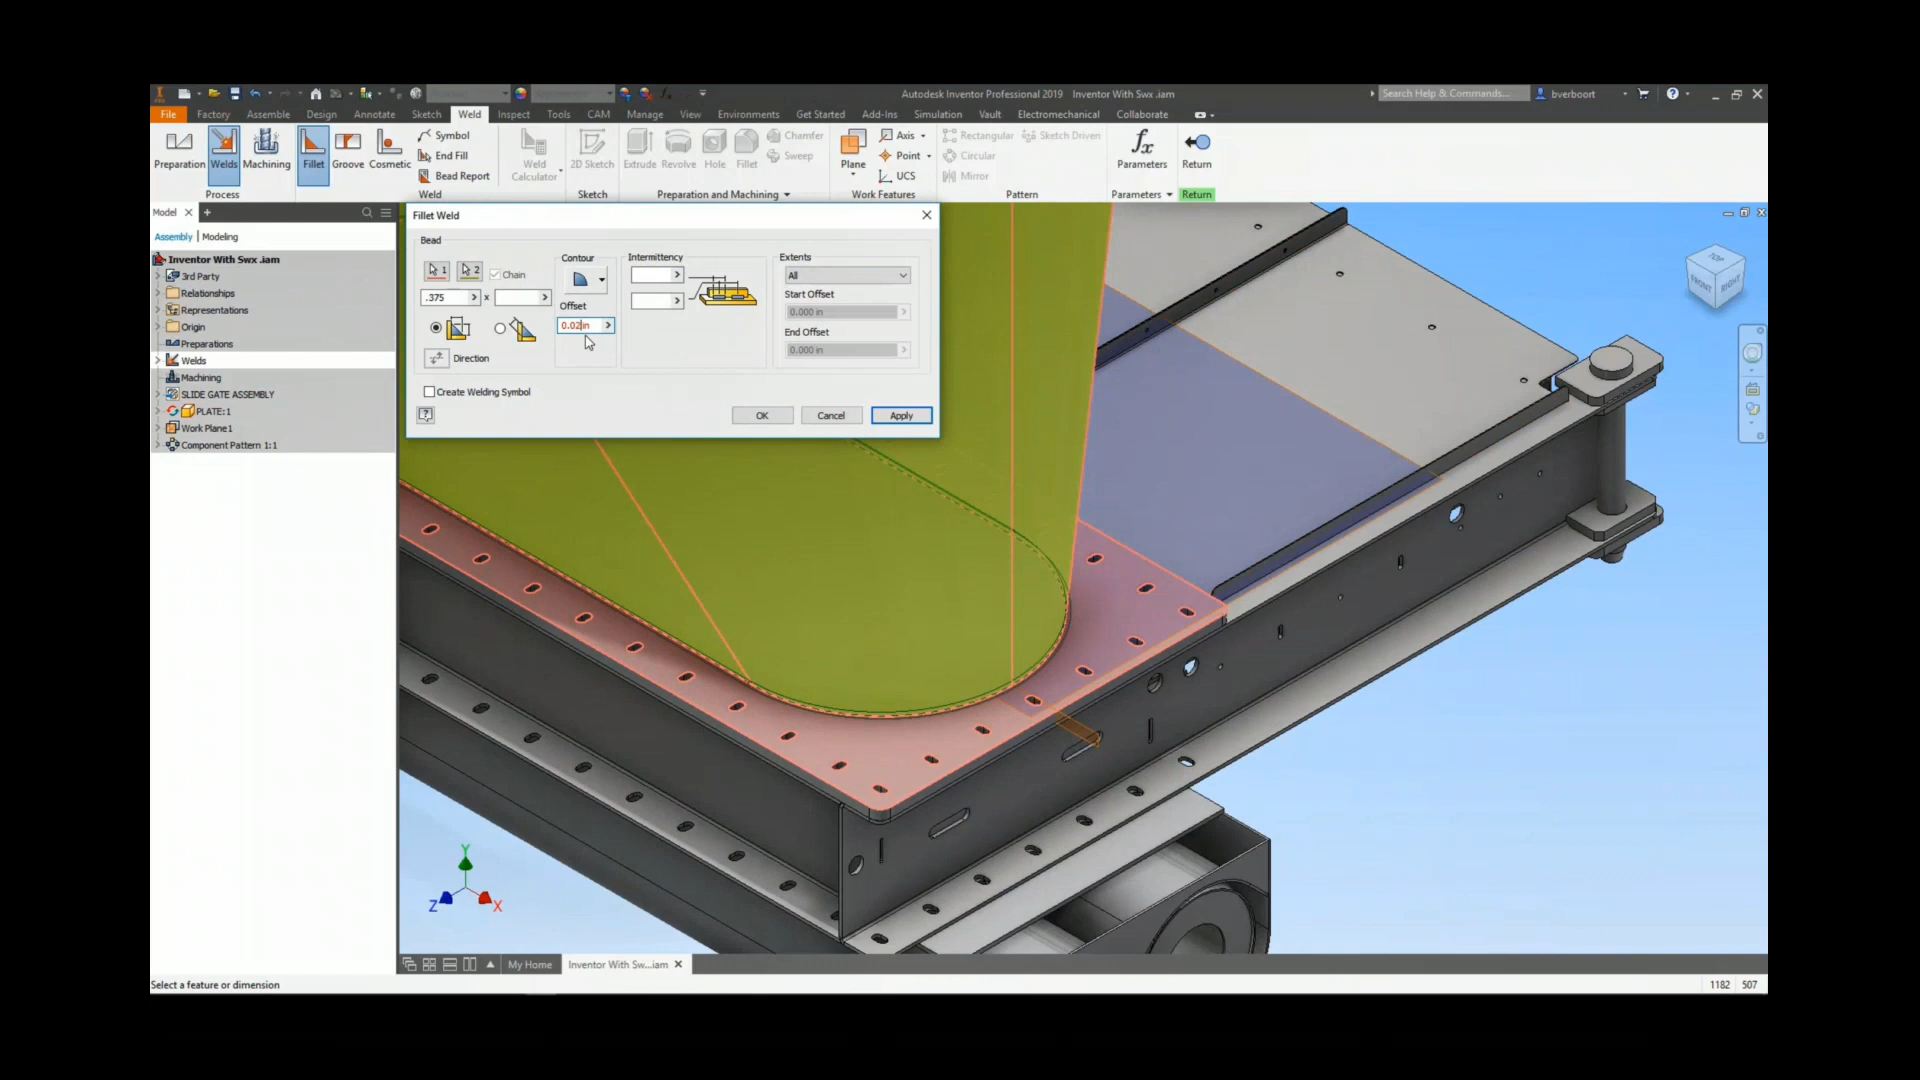 Autodesk Inventor Professional 2019 Inventor With Swx .iam
Search Help & Commands...
bverboort
File Factory Assemble Design Annotate Sketch Weld Inspect Tools CAM Manage View Environments Get Started Add-Ins Simulation Vault Electromechanical Collaborate
Preparation Welds Machining
Process
Fillet Groove Cosmetic
Symbol
End Fill
Bead Report
Weld Calculator
Weld
2D Sketch
Sketch
Extrude Revolve Hole Fillet
Chamfer
Sweep
Preparation and Machining
Plane
Axis
Point
UCS
Work Features
Rectangular Sketch Driven
Circular
Mirror
Pattern
fx
Parameters
Parameters
Return
Return
Model
Assembly | Modeling
Inventor With Swx .iam
3rd Party
Relationships
Representations
Origin
Preparations
Welds
Machining
SLIDE GATE ASSEMBLY
PLATE:1
Work Plane1
Component Pattern 1:1
Fillet Weld
Bead
1 2 Chain
.375 x
Direction
Contour
Offset
0.02in
Intermittency
Extents
All
Start Offset
0.000 in
End Offset
0.000 in
Create Welding Symbol
OK Cancel Apply
TOP
FRONT RIGHT
Y
Z X
My Home Inventor With Sw...iam
Select a feature or dimension
1182 507